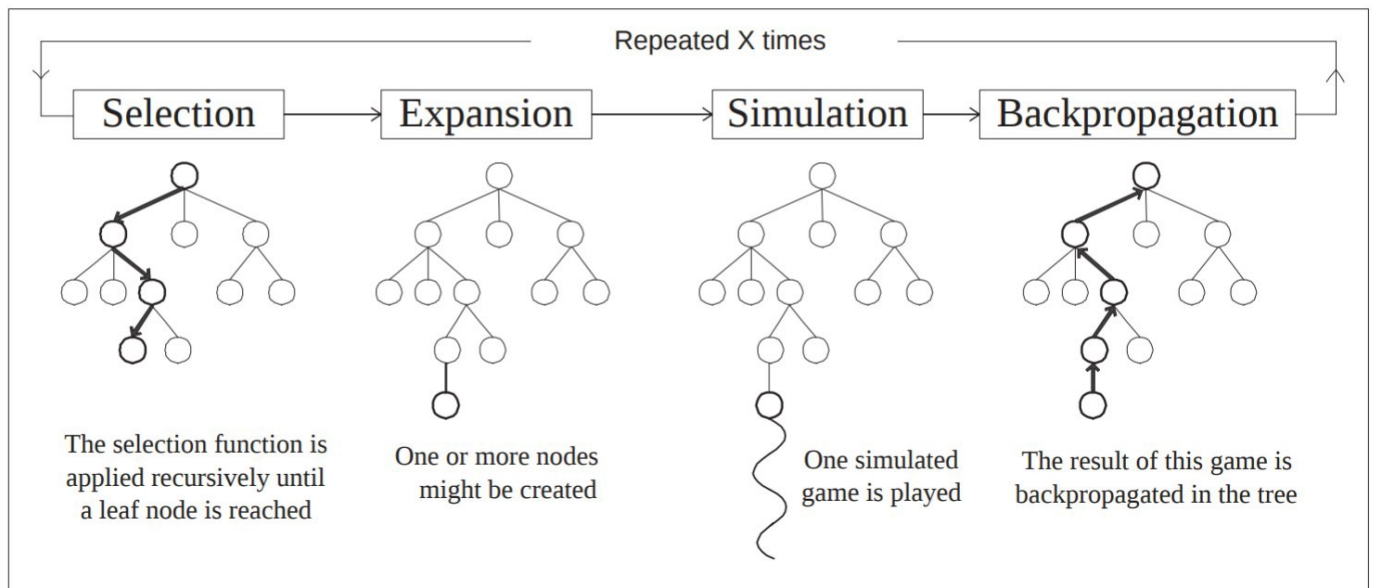 Repeated X times
Selection
Expansion
Simulation
Backpropagation
The selection function is
applied recursively until
a leaf node is reached
One or more nodes
might be created
One simulated
game is played
The result of this game is
backpropagated in the tree